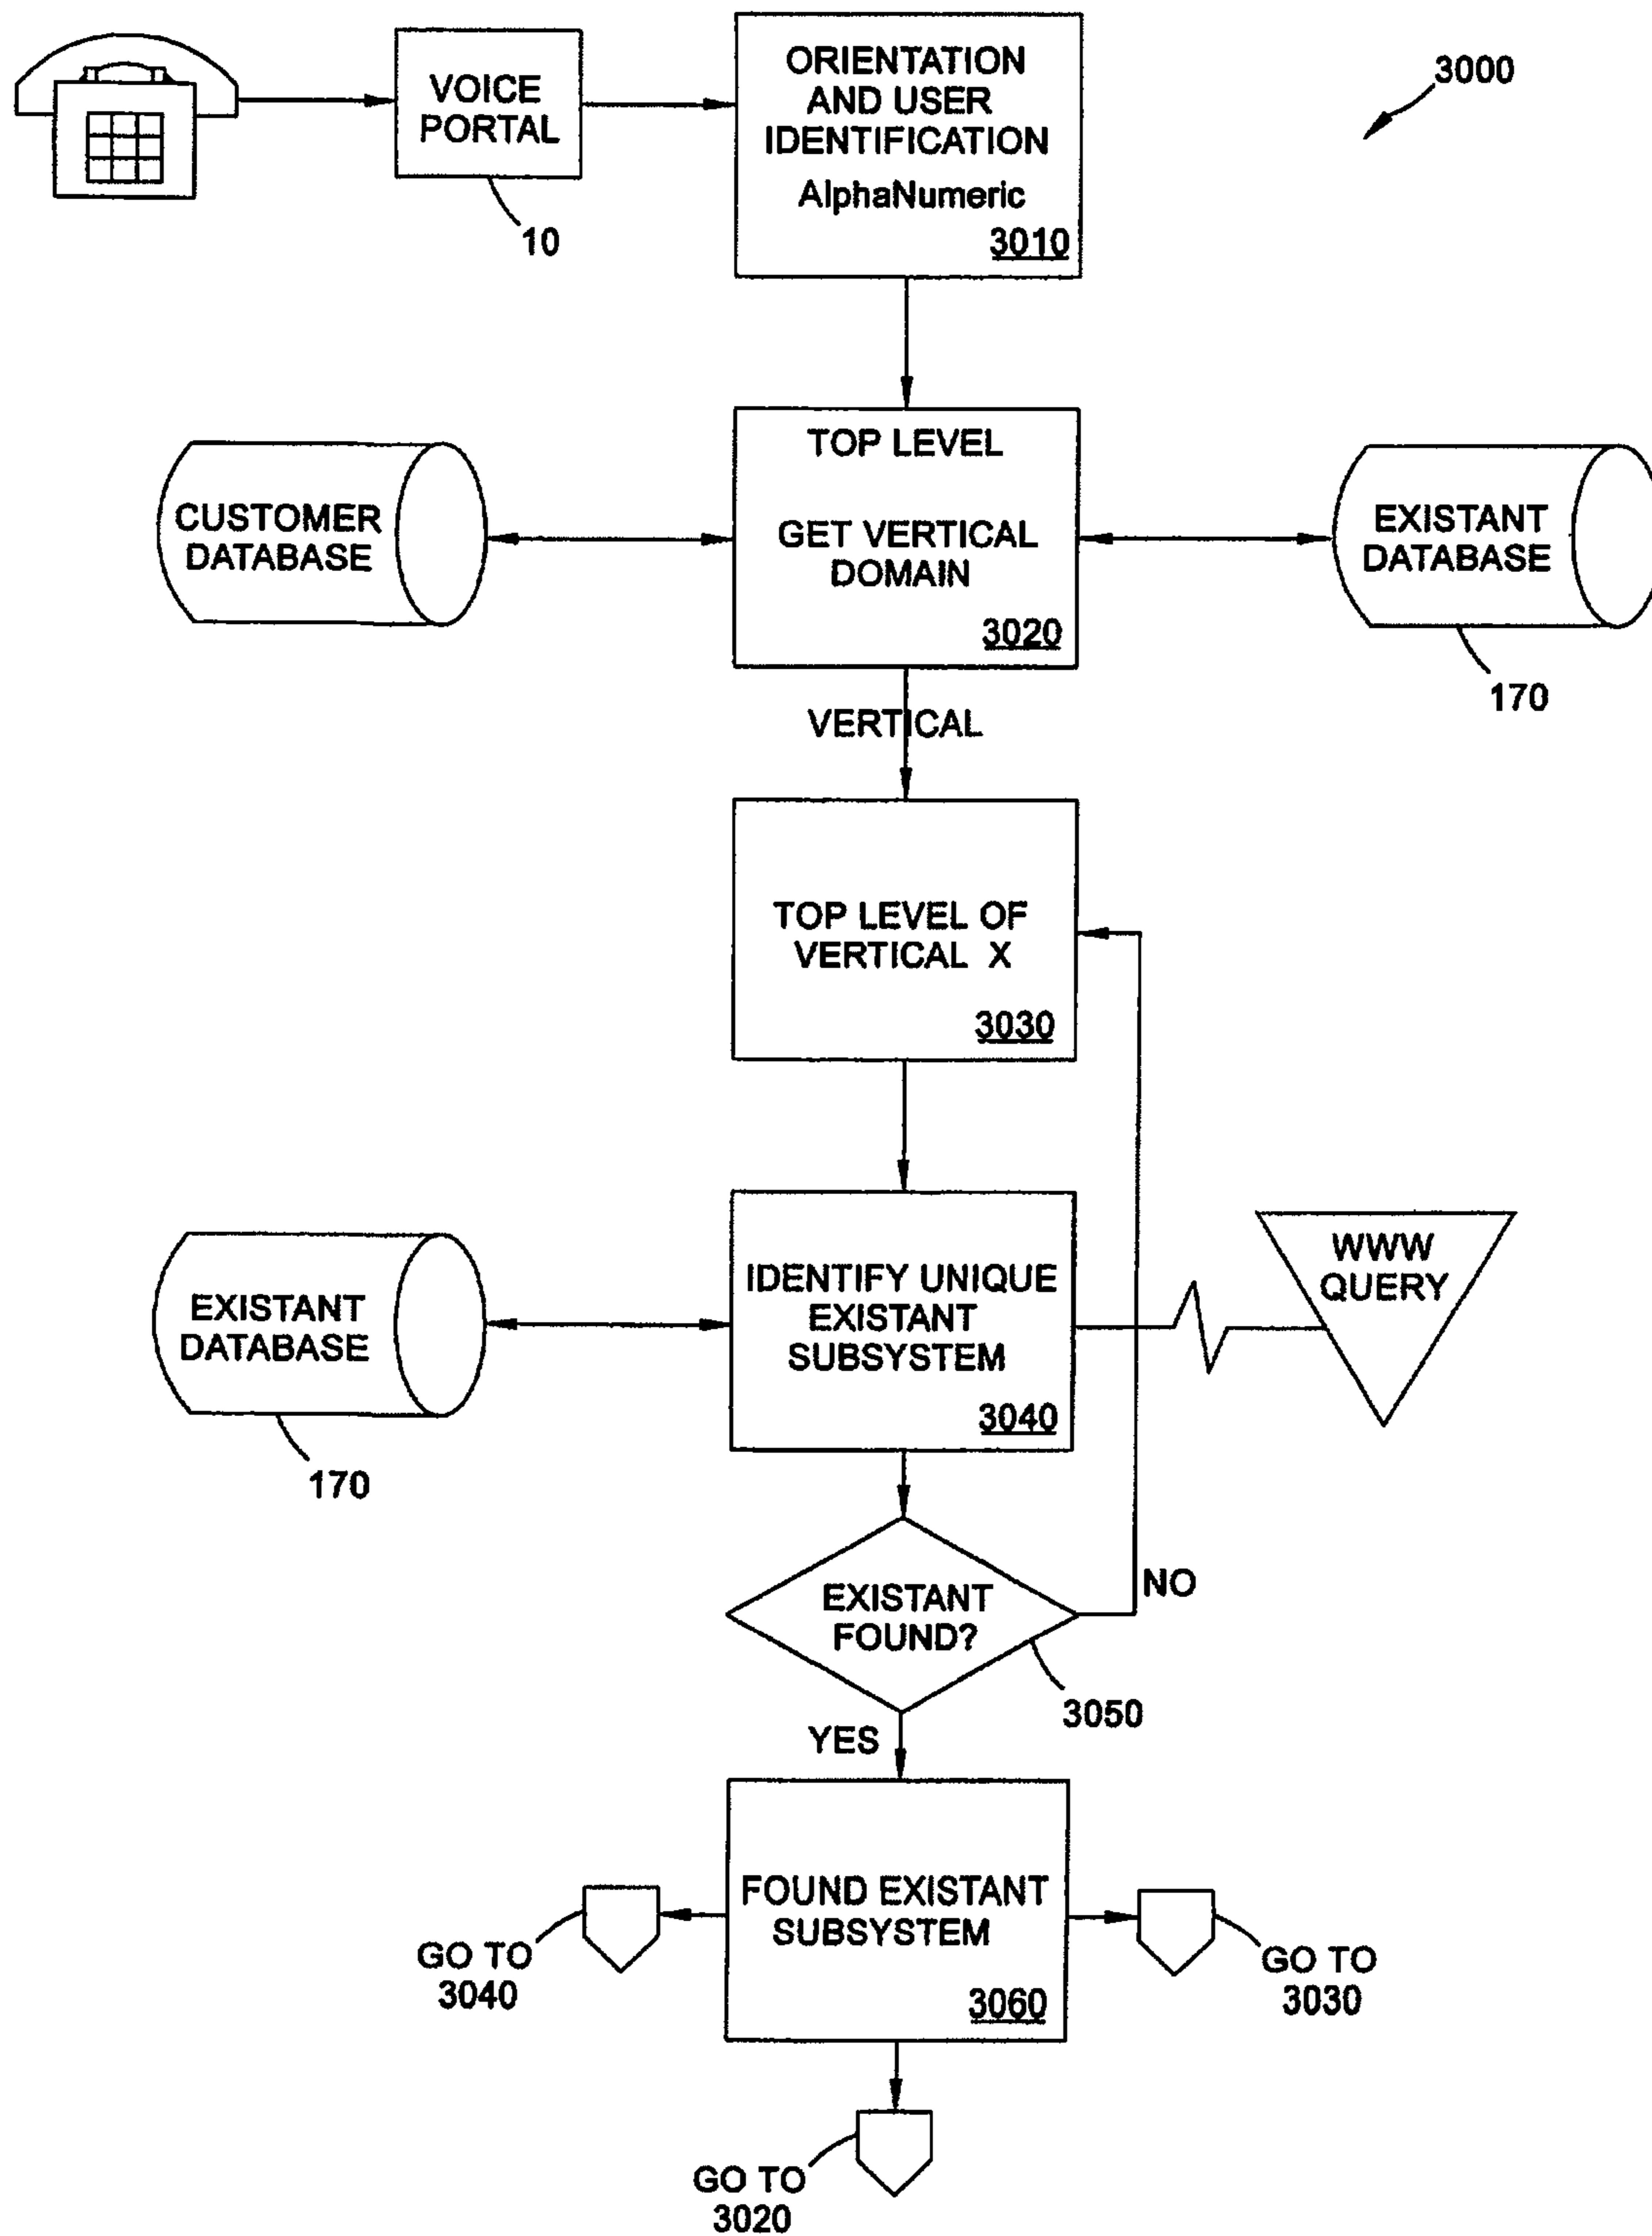 VOICE
PORTAL
10
ORIENTATION
AND USER
IDENTIFICATION
AlphaNumeric
3010
3000
CUSTOMER
DATABASE
TOP LEVEL
GET VERTICAL
DOMAIN
3020
EXISTANT
DATABASE
170
VERTICAL
TOP LEVEL OF
VERTICAL X
3030
EXISTANT
DATABASE
170
IDENTIFY UNIQUE
EXISTANT
SUBSYSTEM
3040
WWW
QUERY
EXISTANT
FOUND?
NO
3050
YES
FOUND EXISTANT
SUBSYSTEM
3060
GO TO
3040
GO TO
3030
GO TO
3020